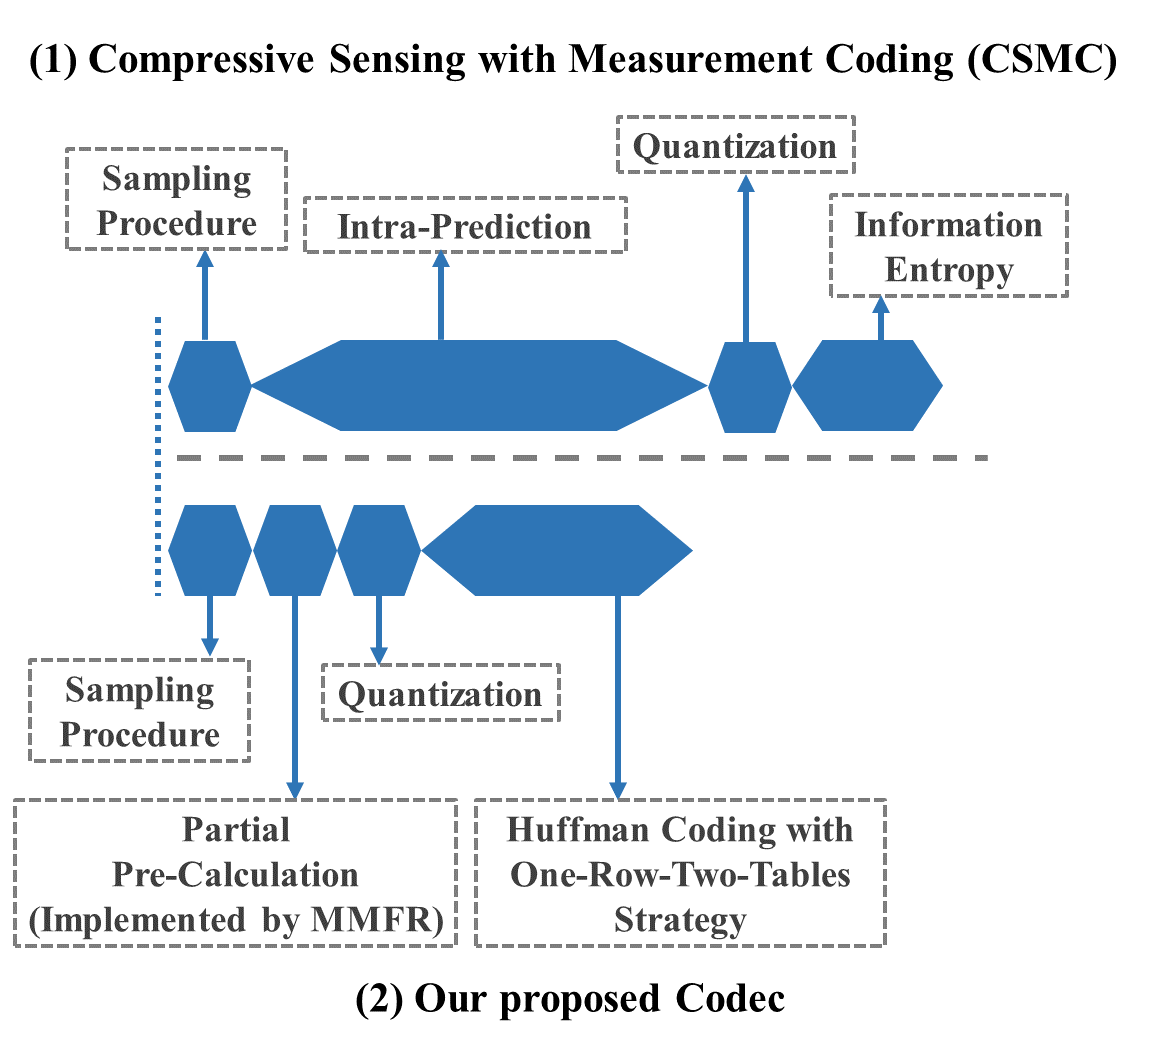 (1) Compressive Sensing with Measurement Coding (CSMC)
Quantization
Sampling
Procedure
Intra-Prediction
Information
Entropy
Sampling
Procedure
Quantization
Partial
Pre-Calculation
(Implemented by MMFR)
Huffman Coding with
One-Row-Two-Tables
Strategy
(2) Our proposed Codec